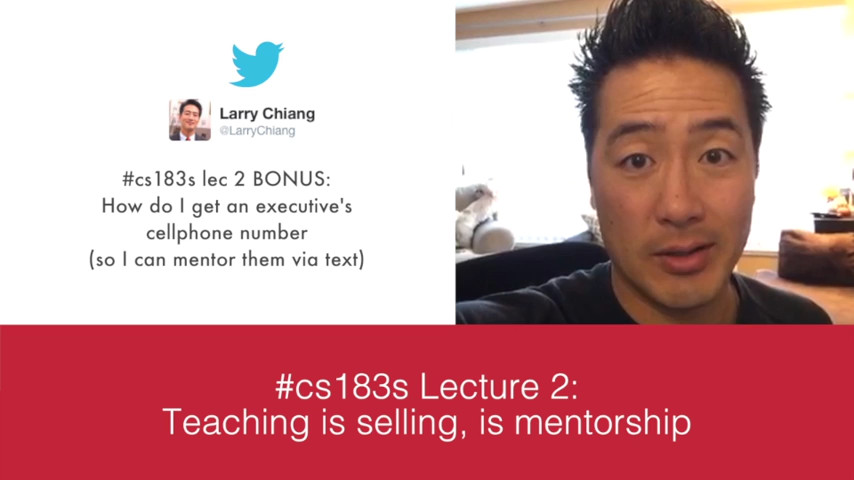 Larry Chiang
@LarryChiang
#cs183s lec 2 BONUS:
How do I get an executive's
cellphone number
(so I can mentor them via text)
#cs183s Lecture 2:
Teaching is selling, is mentorship